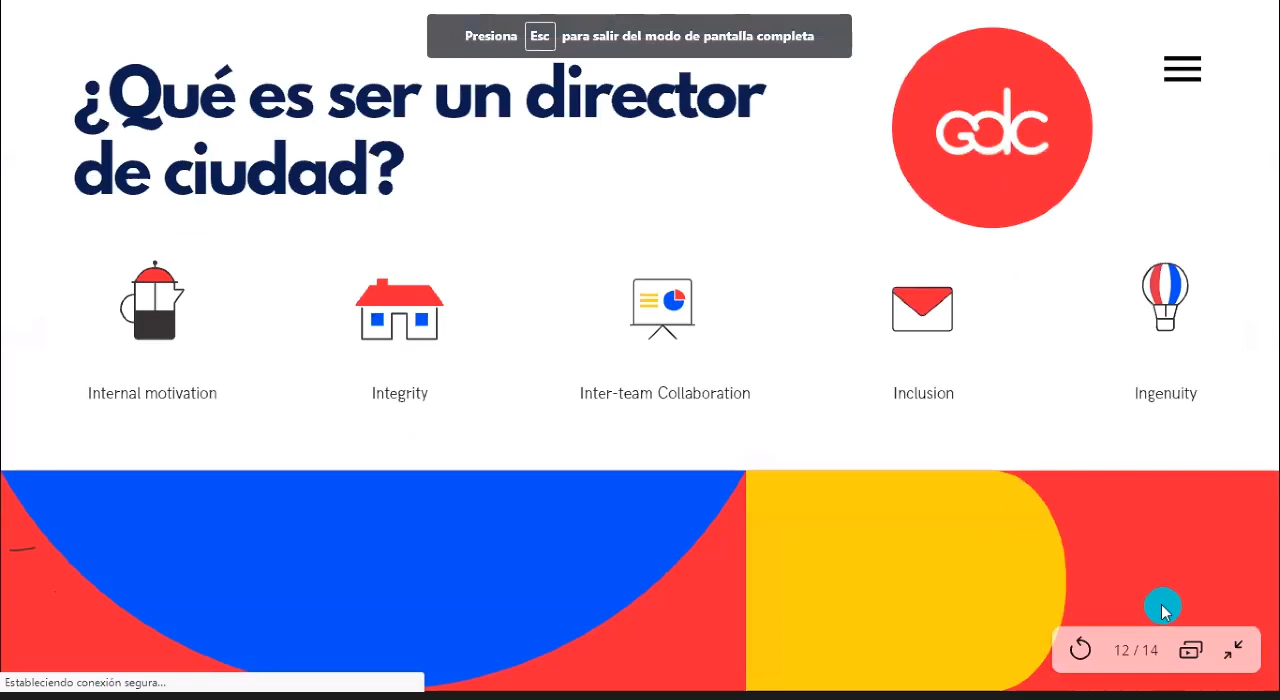 Presiona Esc para salir del modo de pantalla completa
¿Qué es ser un director
de ciudad?
GDC
Internal motivation
Integrity
Inter-team Collaboration
Inclusion
Ingenuity
12 / 14
Estableciendo conexión segura...